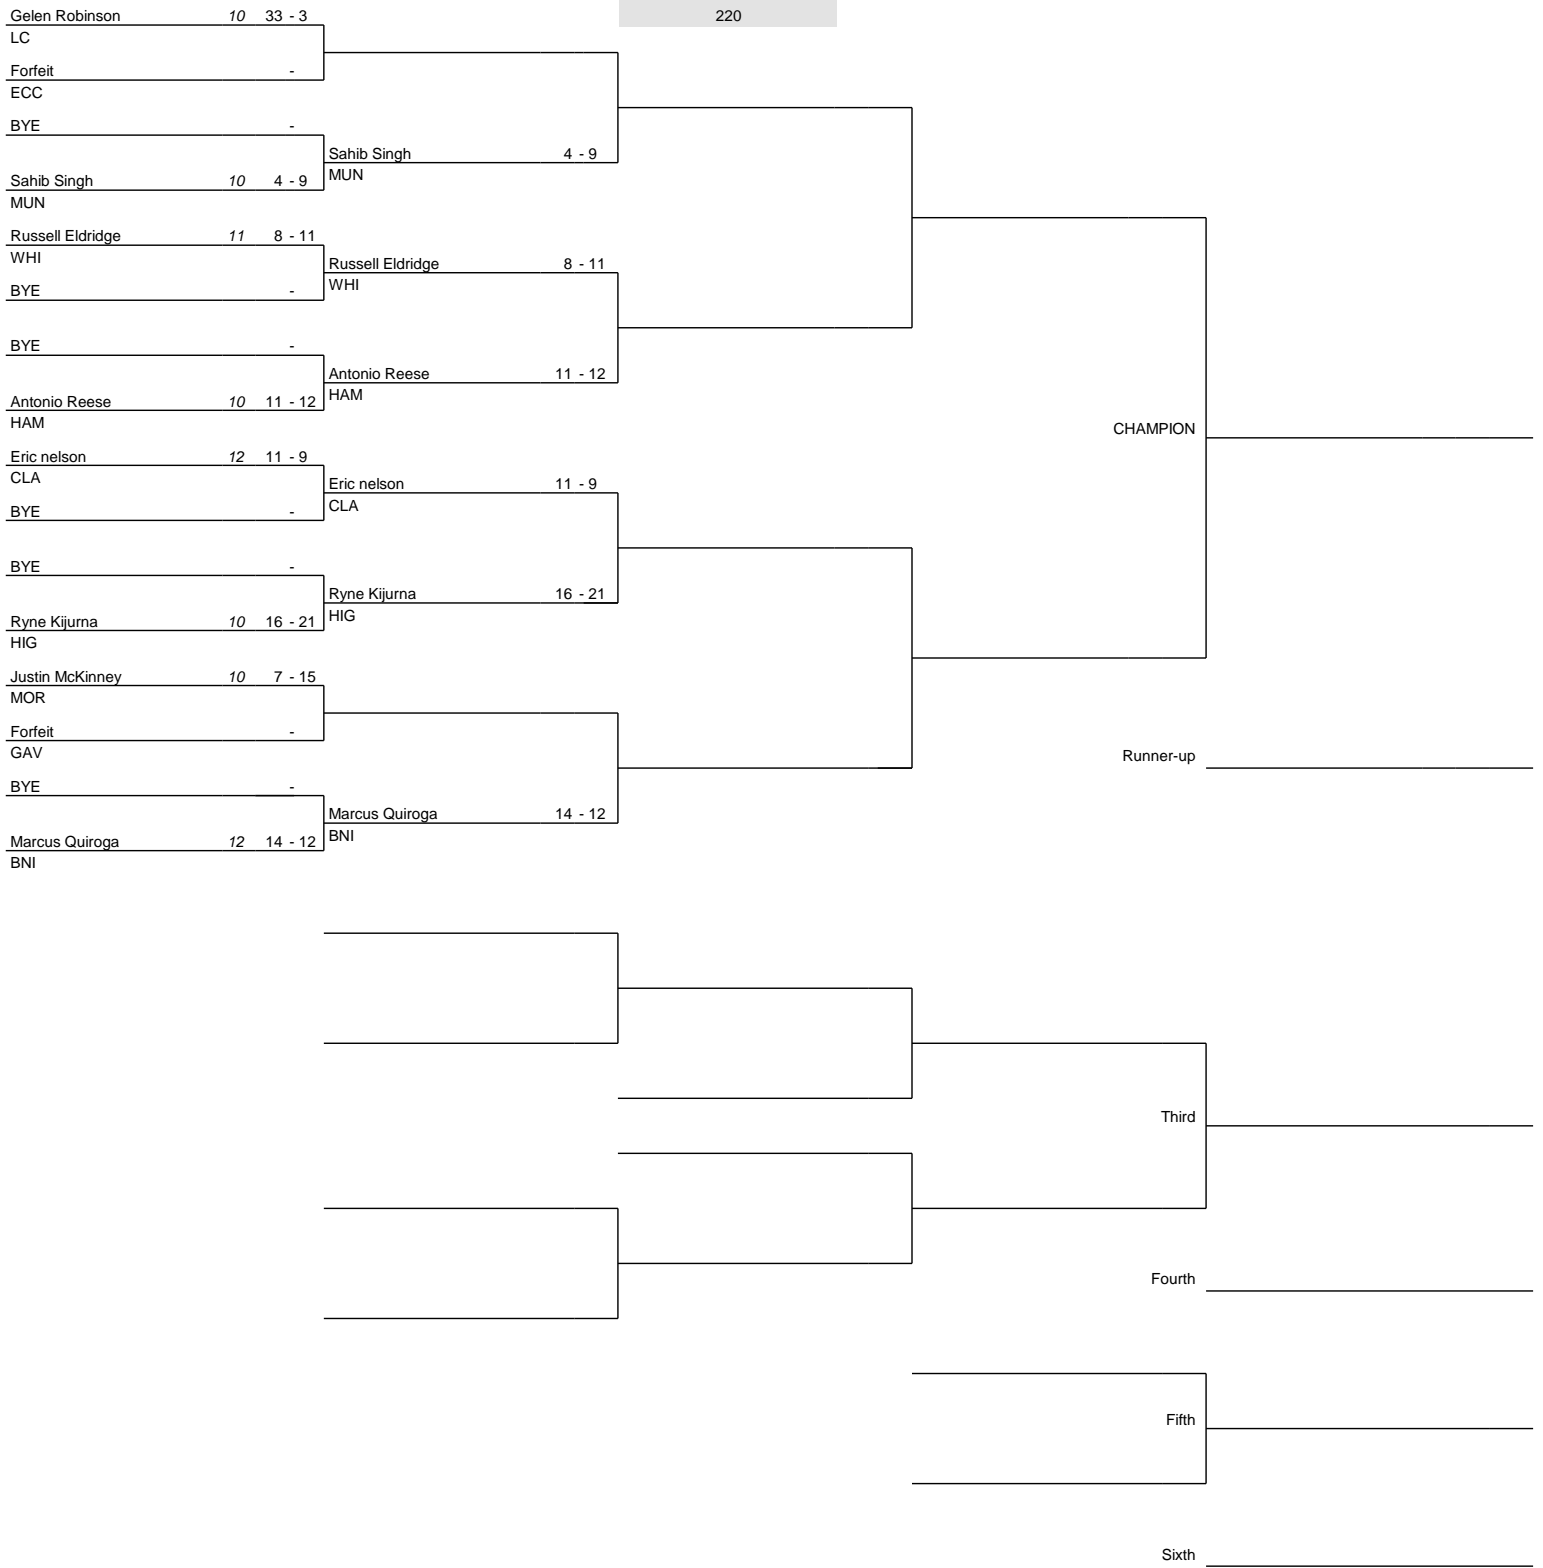 Gelen Robinson 10 33 - 3
220
LC
Forfeit -
ECC
BYE -
Sahib Singh 4 - 9
MUN
Sahib Singh 10 4 - 9
MUN
Russell Eldridge 11 8 - 11
WHI
Russell Eldridge 8 - 11
WHI
BYE -
BYE -
Antonio Reese 11 - 12
HAM
Antonio Reese 10 11 - 12
HAM
CHAMPION
Eric nelson 12 11 - 9
CLA
Eric nelson 11 - 9
CLA
BYE -
BYE -
Ryne Kijurna 16 - 21
HIG
Ryne Kijurna 10 16 - 21
HIG
Justin McKinney 10 7 - 15
MOR
Forfeit -
GAV
Runner-up
BYE -
Marcus Quiroga 14 - 12
BNI
Marcus Quiroga 12 14 - 12
BNI
Third
Fourth
Fifth
Sixth